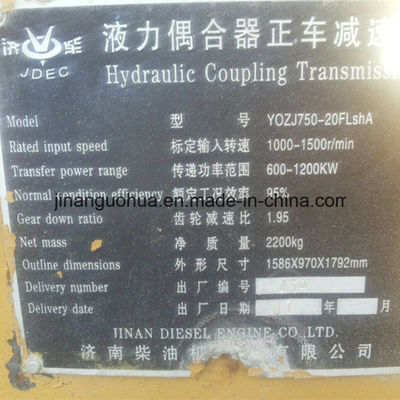 济 柴 液力偶合器正车减速
JDEC Hydraulic Coupling Transmiss
Model 型 号 YOZJ750-20FLshA
Rated input speed 标定输入转速 1000-1500r/min
Transfer power range 传递功率范围 600-1200KW
jinanguohua.en.made-in-china.com
Normal condition efficiency 额定工况效率 95%
Gear down ratio 齿轮减速比 1.95
Net mass 净 质 量 2200kg
Outline dimensions 外 形 尺 寸 1586X970X1792mm
Delivery number 出 厂 编 号
Delivery date 出 厂 日 期 年 月
JINAN DIESEL ENGINE CO.,LTD.
济南柴油机 有限公司